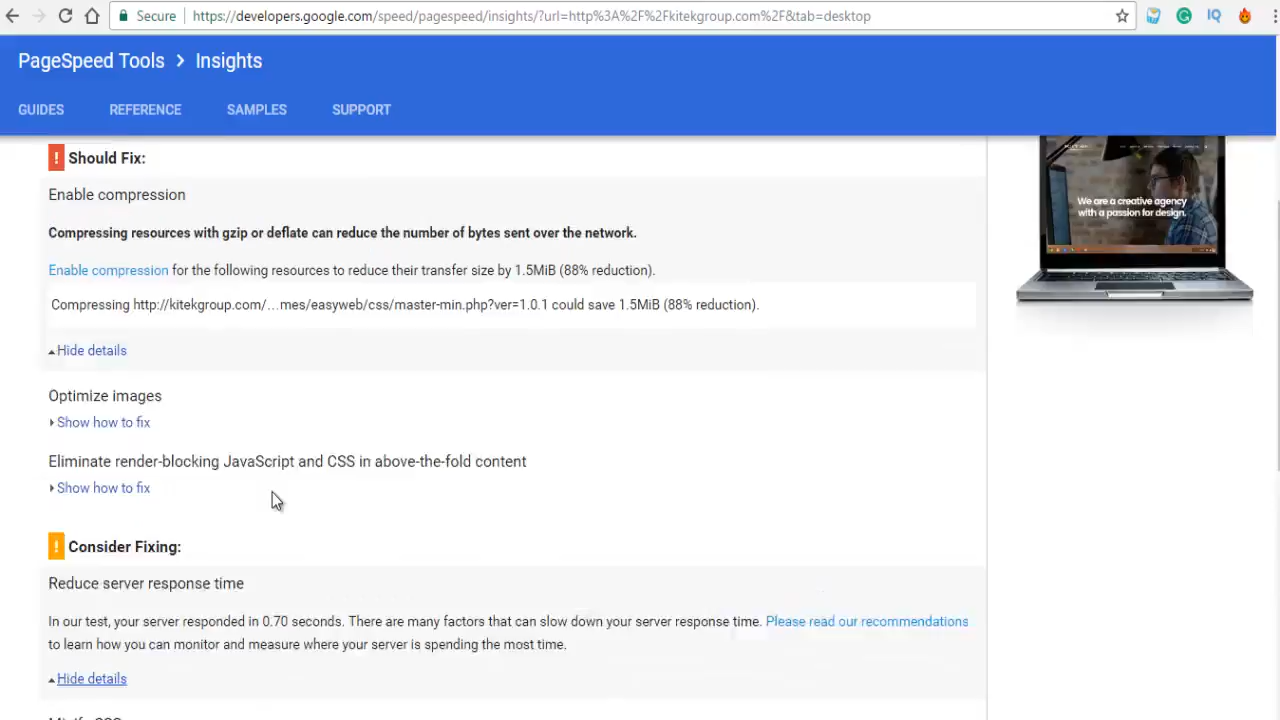 Secure https://developers.google.com/speed/pagespeed/insights/?url=http%3A%2F%2Fkitekgroup.com%2F&tab=desktop
PageSpeed Tools > Insights
GUIDES REFERENCE SAMPLES SUPPORT
! Should Fix:
Enable compression
Compressing resources with gzip or deflate can reduce the number of bytes sent over the network.
Enable compression for the following resources to reduce their transfer size by 1.5MiB (88% reduction).
Compressing http://kitekgroup.com/…mes/easyweb/css/master-min.php?ver=1.0.1 could save 1.5MiB (88% reduction).
Hide details
Optimize images
Show how to fix
Eliminate render-blocking JavaScript and CSS in above-the-fold content
Show how to fix
! Consider Fixing:
Reduce server response time
In our test, your server responded in 0.70 seconds. There are many factors that can slow down your server response time. Please read our recommendations
to learn how you can monitor and measure where your server is spending the most time.
Hide details
We are a creative agency
with a passion for design.